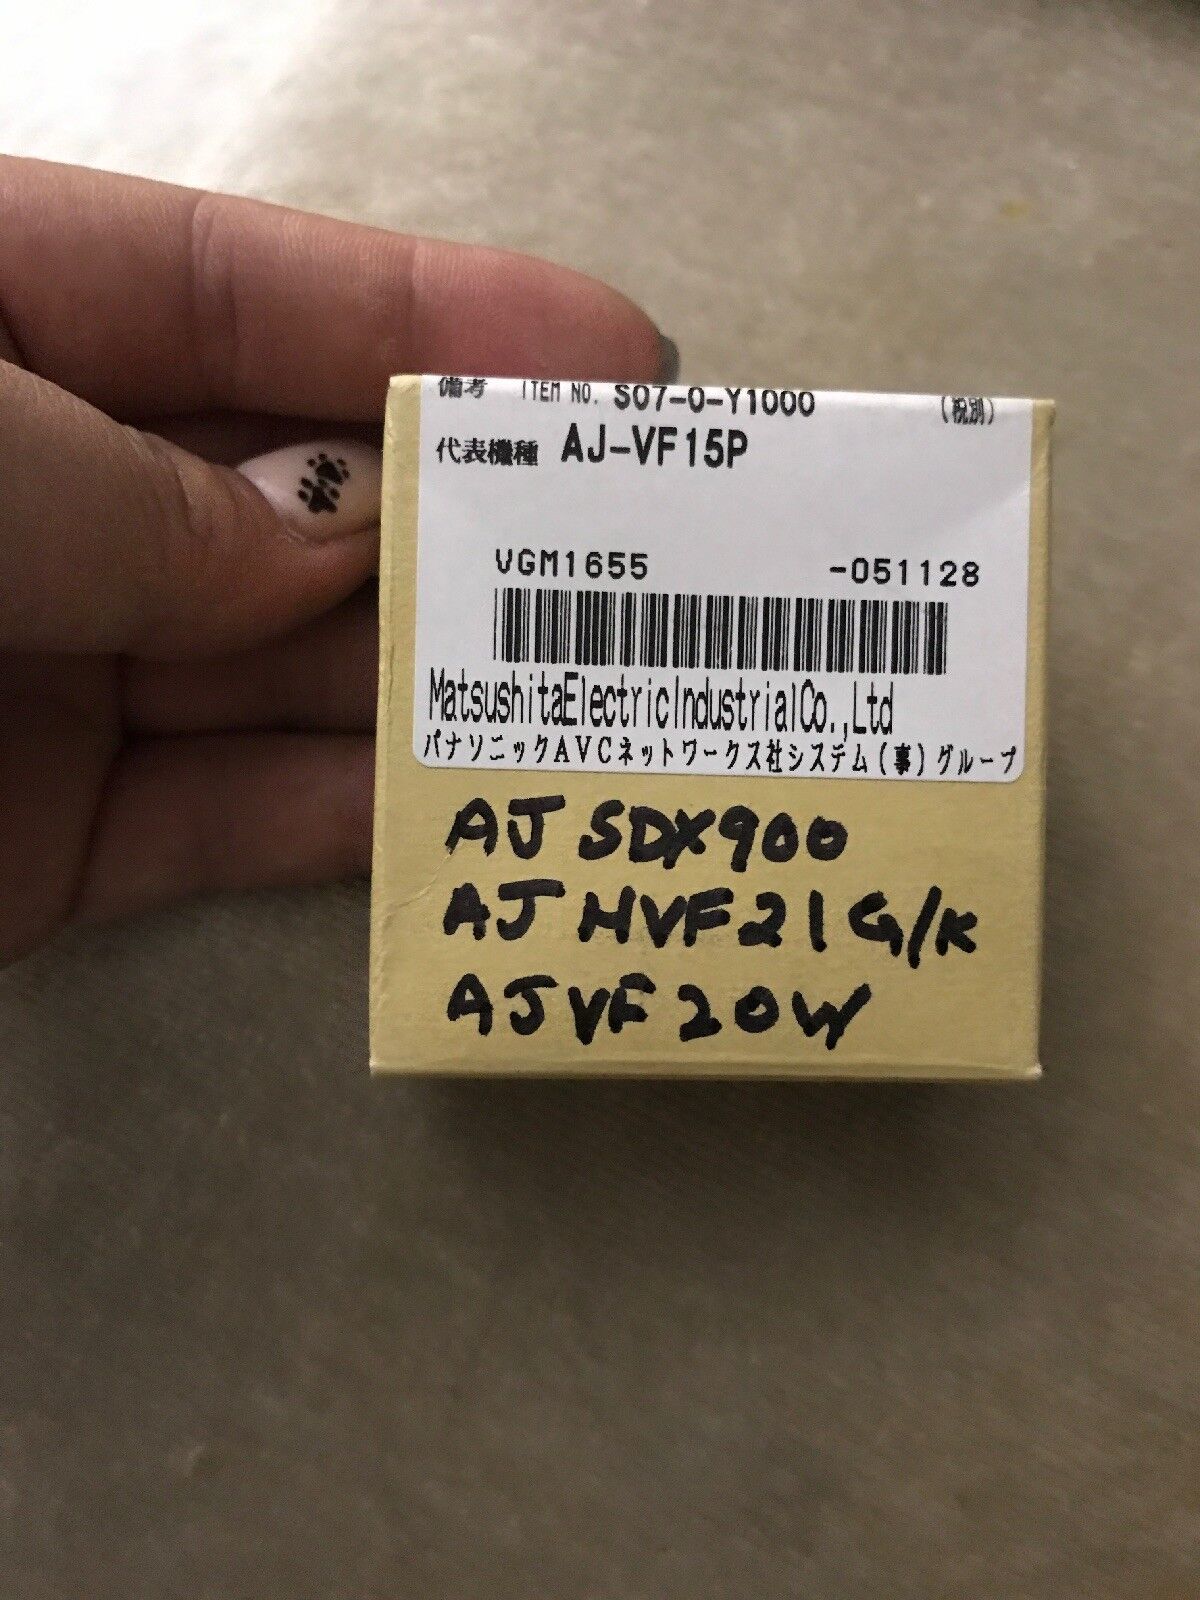 備考 ITEM NO. S07-0-Y1000 (税別)
代表機種 AJ-VF15P
VGM1655 -051128
MatsushitaElectricIndustrialCo.,Ltd
パナソニックAVCネットワークス社システム(事)グループ
AJ SDX900
AJ HVF21G/K
AJ VF20W